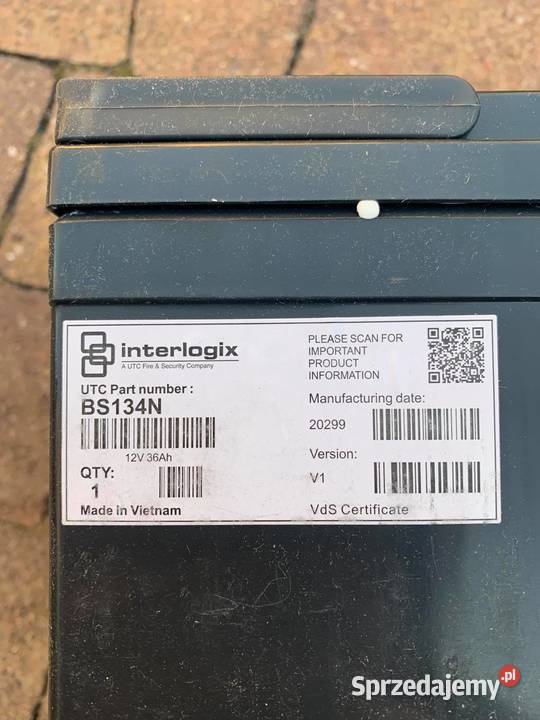 interlogix
A UTC Fire & Security Company
UTC Part number :
BS134N
12V 36Ah
QTY:
1
Made in Vietnam
PLEASE SCAN FOR
IMPORTANT
PRODUCT
INFORMATION
Manufacturing date:
20299
Version:
V1
VdS Certificate
Sprzedajemy.pl